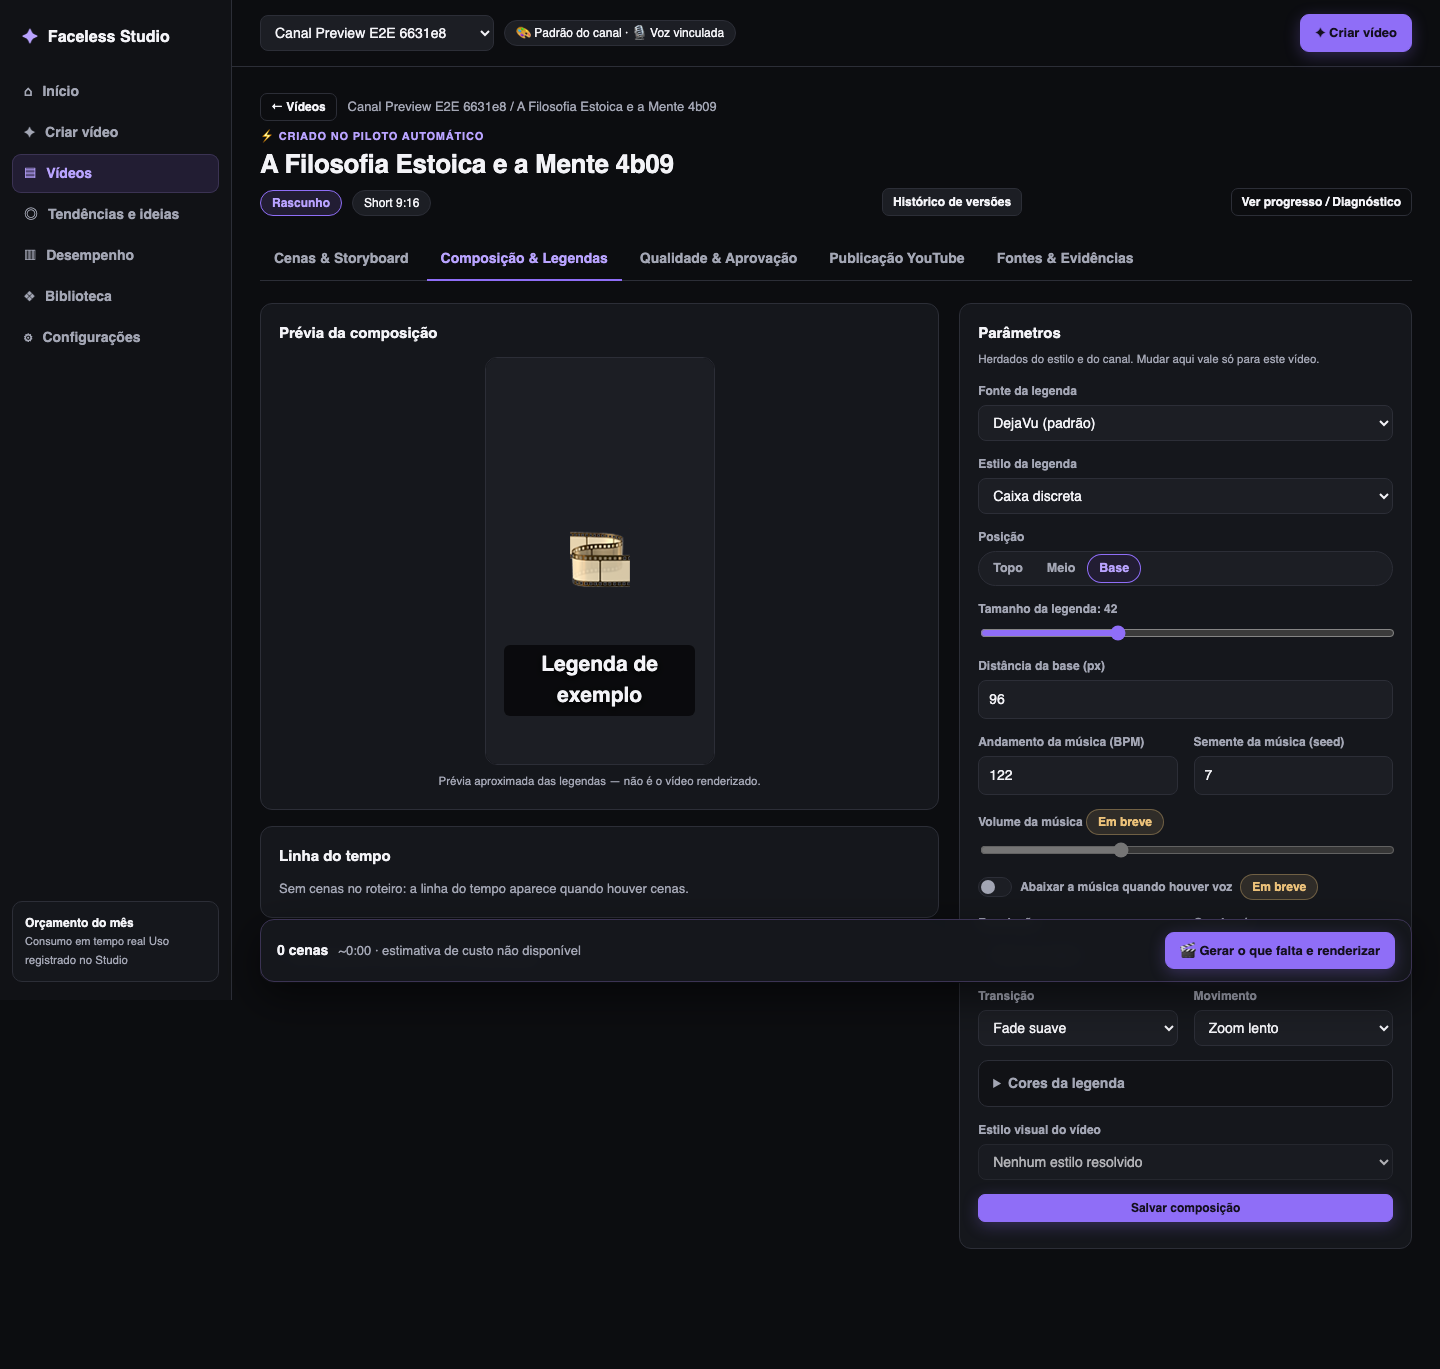 Faceless Studio
Início
Criar vídeo
Vídeos
Tendências e ideias
Desempenho
Biblioteca
Configurações
Orçamento do mês
Consumo em tempo real Uso
registrado no Studio
Canal Preview E2E 6631e8
Padrão do canal · Voz vinculada
Criar vídeo
← Vídeos
Canal Preview E2E 6631e8 / A Filosofia Estoica e a Mente 4b09
CRIADO NO PILOTO AUTOMÁTICO
A Filosofia Estoica e a Mente 4b09
Rascunho
Short 9:16
Histórico de versões
Ver progresso / Diagnóstico
Cenas & Storyboard
Composição & Legendas
Qualidade & Aprovação
Publicação YouTube
Fontes & Evidências
Prévia da composição
Legenda de
exemplo
Prévia aproximada das legendas — não é o vídeo renderizado.
Linha do tempo
Sem cenas no roteiro: a linha do tempo aparece quando houver cenas.
Parâmetros
Herdados do estilo e do canal. Mudar aqui vale só para este vídeo.
Fonte da legenda
DejaVu (padrão)
Estilo da legenda
Caixa discreta
Posição
Topo
Meio
Base
Tamanho da legenda: 42
Distância da base (px)
96
Andamento da música (BPM)
Semente da música (seed)
122
7
Volume da música
Em breve
Abaixar a música quando houver voz
Em breve
0 cenas
~0:00 · estimativa de custo não disponível
Gerar o que falta e renderizar
Transição
Movimento
Fade suave
Zoom lento
Cores da legenda
Estilo visual do vídeo
Nenhum estilo resolvido
Salvar composição